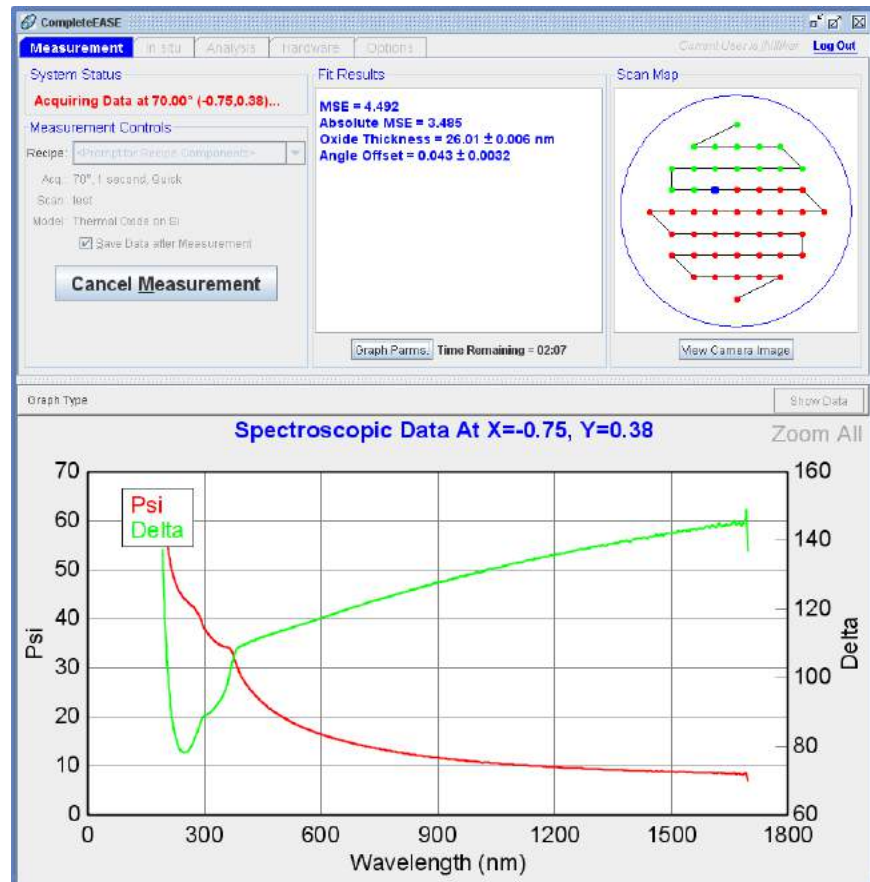 CompleteEASE
Measurement In situ Analysis Hardware Options Log Out
System Status
Acquiring Data at 70.00° (-0.75,0.38)...
Measurement Controls
Recipe: <Prompt for Recipe Components>
Acq.: 70°, 1 second, Quick
Scan: test
Model: Thermal Oxide on Si
Save Data after Measurement
Cancel Measurement
Fit Results
MSE = 4.492
Absolute MSE = 3.485
Oxide Thickness = 26.01 ± 0.006 nm
Angle Offset = 0.043 ± 0.0032
Graph Parms. Time Remaining = 02:07
Scan Map
View Camera Image
Graph Type Show Data
Spectroscopic Data At X=-0.75, Y=0.38
Zoom All
Psi
Delta
70
60
50
40
30
20
10
0
Psi
160
140
120
100
80
60
Delta
0 300 600 900 1200 1500 1800
Wavelength (nm)